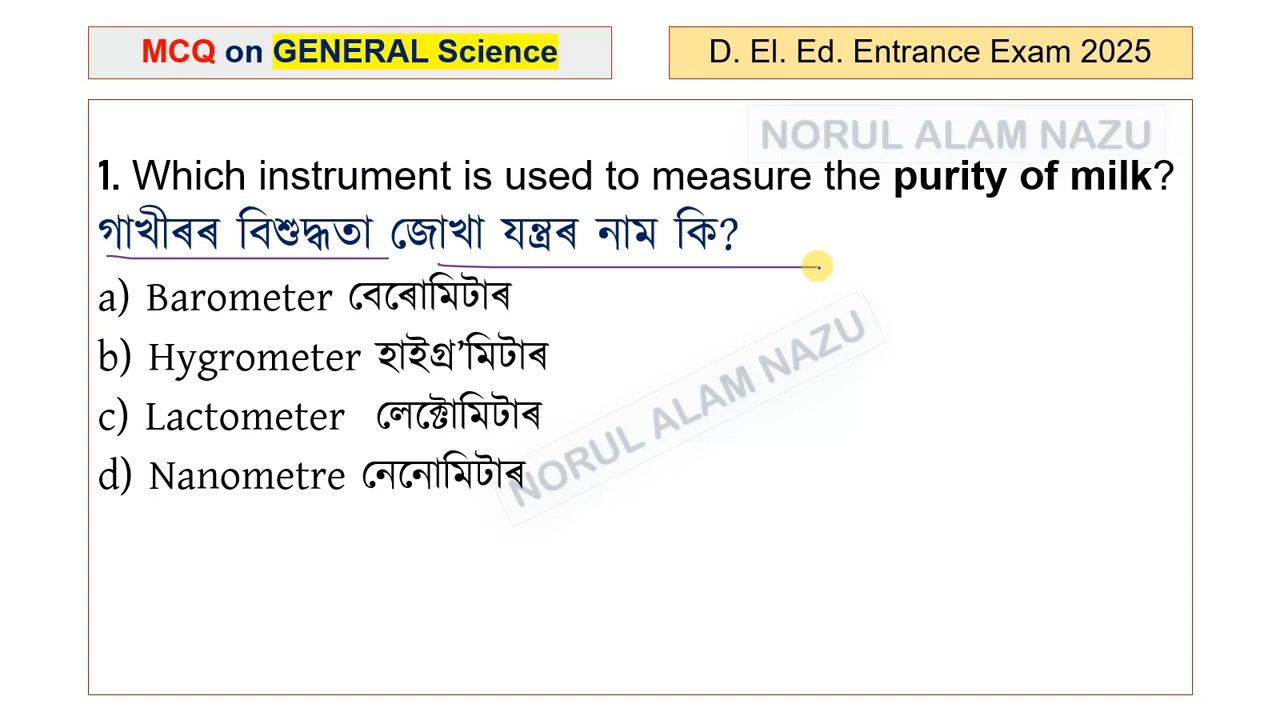 MCQ on GENERAL Science
D. El. Ed. Entrance Exam 2025
NORUL ALAM NAZU
1. Which instrument is used to measure the purity of milk?
গাখীৰৰ বিশুদ্ধতা জোখা যন্ত্ৰৰ নাম কি?
a) Barometer বেৰোমিটাৰ
b) Hygrometer হাইগ্ৰ’মিটাৰ
c) Lactometer লেক্টোমিটাৰ
d) Nanometre নেনোমিটাৰ
NORUL ALAM NAZU